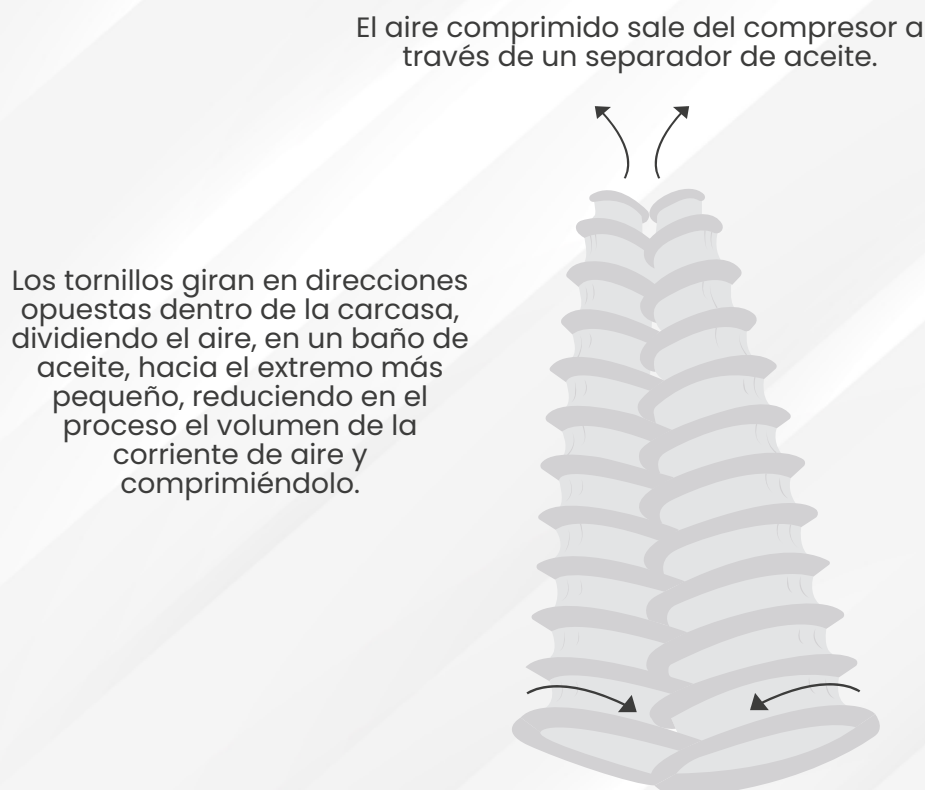 El aire comprimido sale del compresor a
través de un separador de aceite.
Los tornillos giran en direcciones
opuestas dentro de la carcasa,
dividiendo el aire, en un baño de
aceite, hacia el extremo más
pequeño, reduciendo en el
proceso el volumen de la
corriente de aire y
comprimiéndolo.